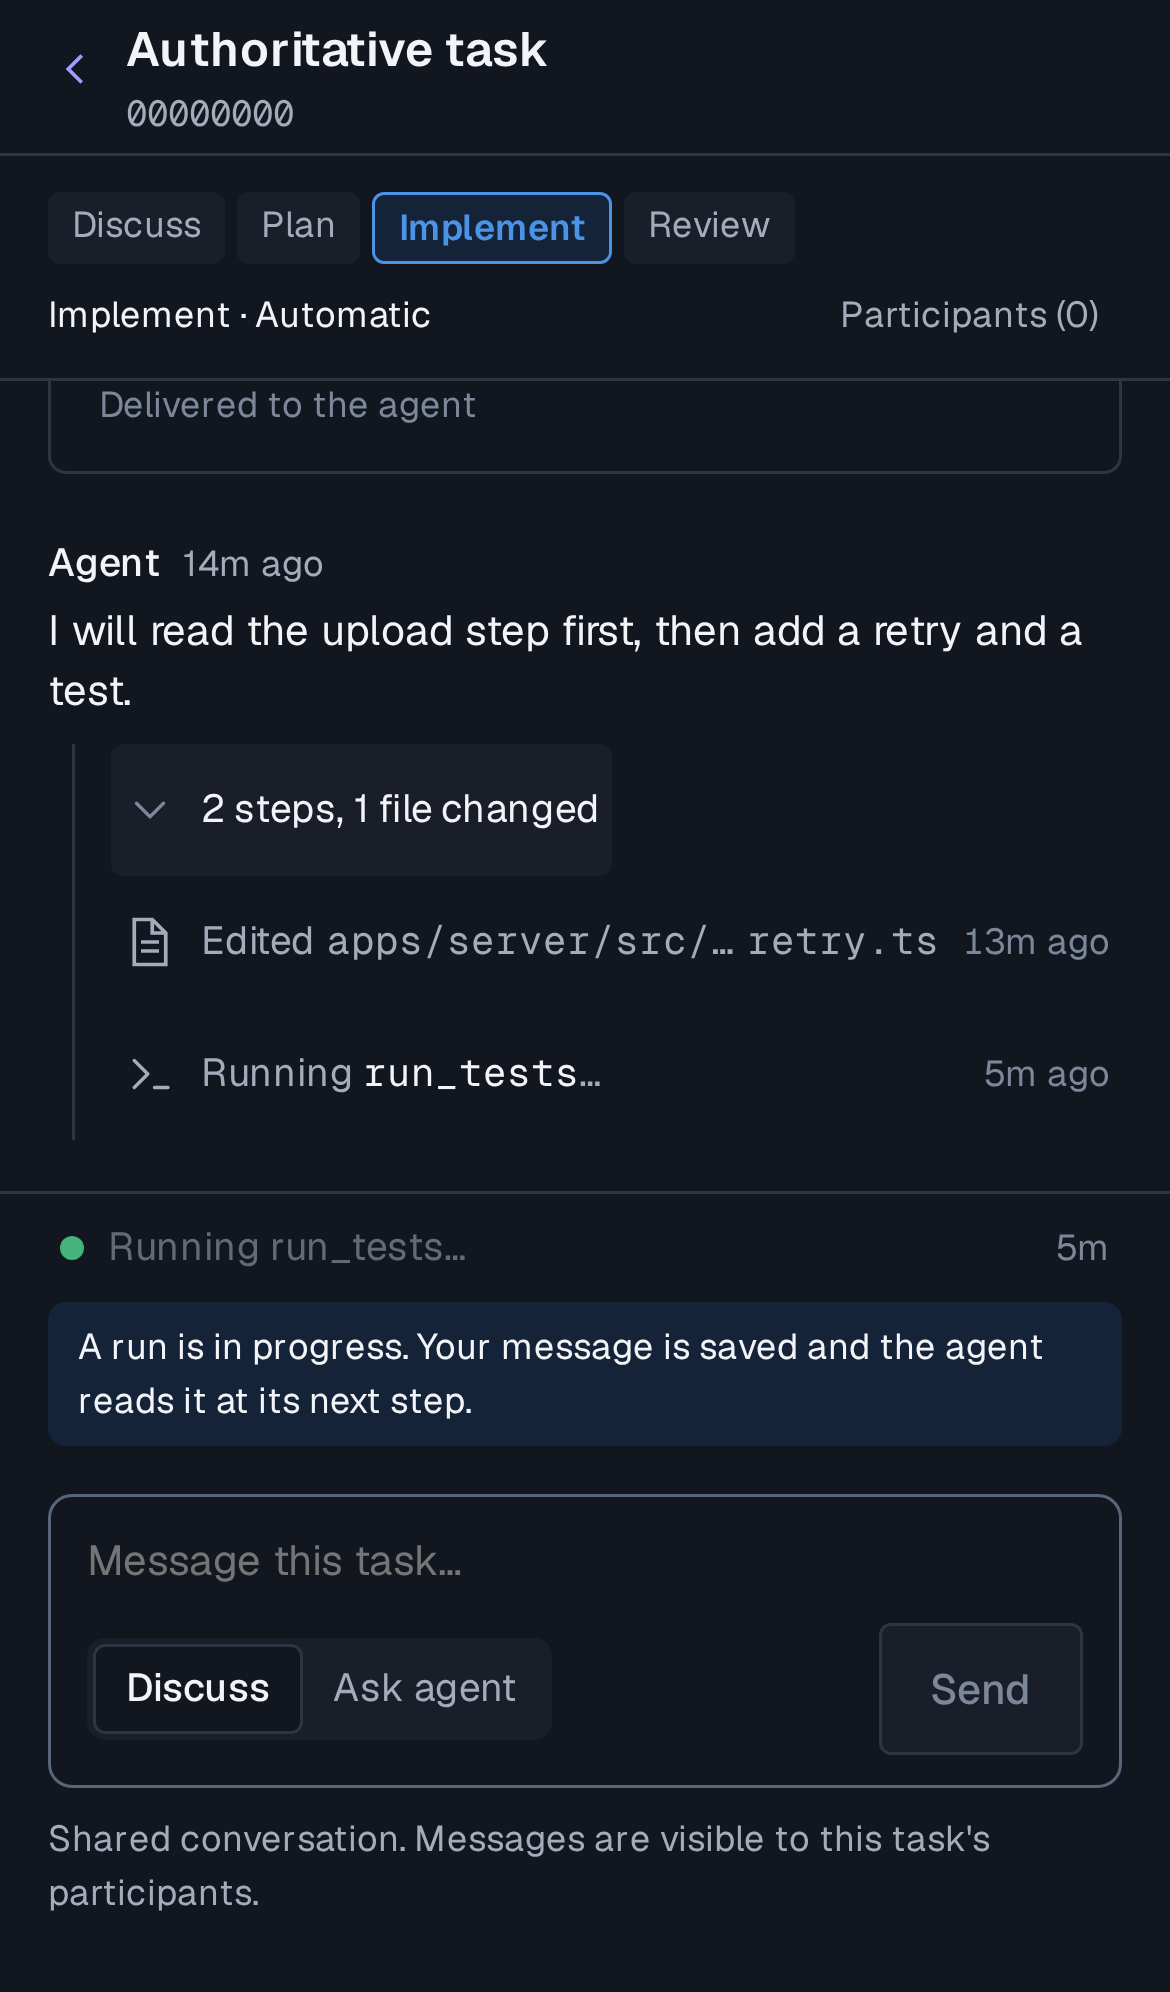 Authoritative task
00000000
Discuss Plan Implement Review
Implement · Automatic Participants (0)
Delivered to the agent
Agent 14m ago
I will read the upload step first, then add a retry and a
test.
2 steps, 1 file changed
Edited apps/server/src/… retry.ts 13m ago
Running run_tests… 5m ago
Running run_tests… 5m
A run is in progress. Your message is saved and the agent
reads it at its next step.
Message this task…
Discuss Ask agent Send
Shared conversation. Messages are visible to this task's
participants.